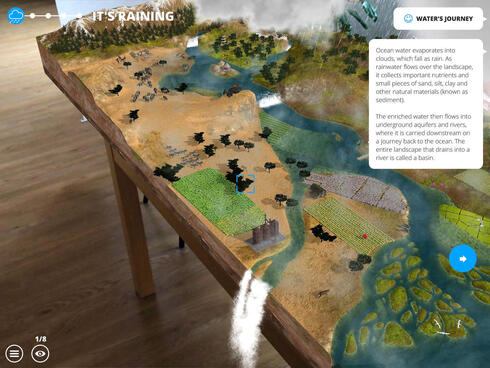 IT'S RAINING
WATER'S JOURNEY
Ocean water evaporates into
clouds, which fall as rain. As
rainwater flows over the landscape,
it collects important nutrients and
small pieces of sand, silt, clay and
other natural materials (known as
sediment).
The enriched water then flows into
underground aquifers and rivers,
where it is carried downstream on
a journey back to the ocean. The
entire landscape that drains into a
river is called a basin.
1/8